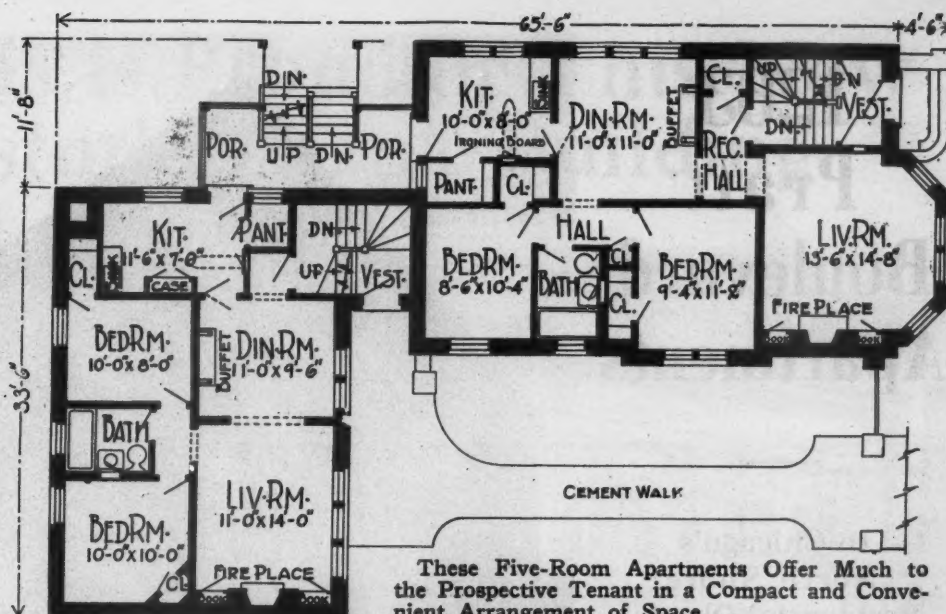 65'-6"
4'-6½
11'-8"
33'-6"
DN.
UP
DN.
POR.
POR.
KIT.
10'-0"X8'-0"
SINK
IRONING BOARD
PANT.
CL.
DIN.RM.
11'-0"X11'-0"
BUFFET
CL.
UP
DN
DN.
VEST.
REC.
HALL
LIV.RM.
13'-6"X14'-8"
FIRE PLACE
BOOK
BOOK
HALL
BEDRM.
8'-6"X10'-4"
BATH
CL.
CL.
BEDRM.
9'-4"X11'-2"
KIT.
11'-6"X7'-0"
CL.
SINK
CASE
PANT.
DN.
UP
VEST.
BEDRM.
10'-0"X8'-0"
BUFFET
DIN.RM.
11'-0"X9'-6"
BATH
BEDRM.
10'-0"X10'-0"
CL.
LIV.RM.
11'-0"X14'-0"
FIRE PLACE
BOOK
BOOK
CEMENT WALK
These Five-Room Apartments Offer Much to
the Prospective Tenant in a Compact and Conve-
nient Arrangement of Space.